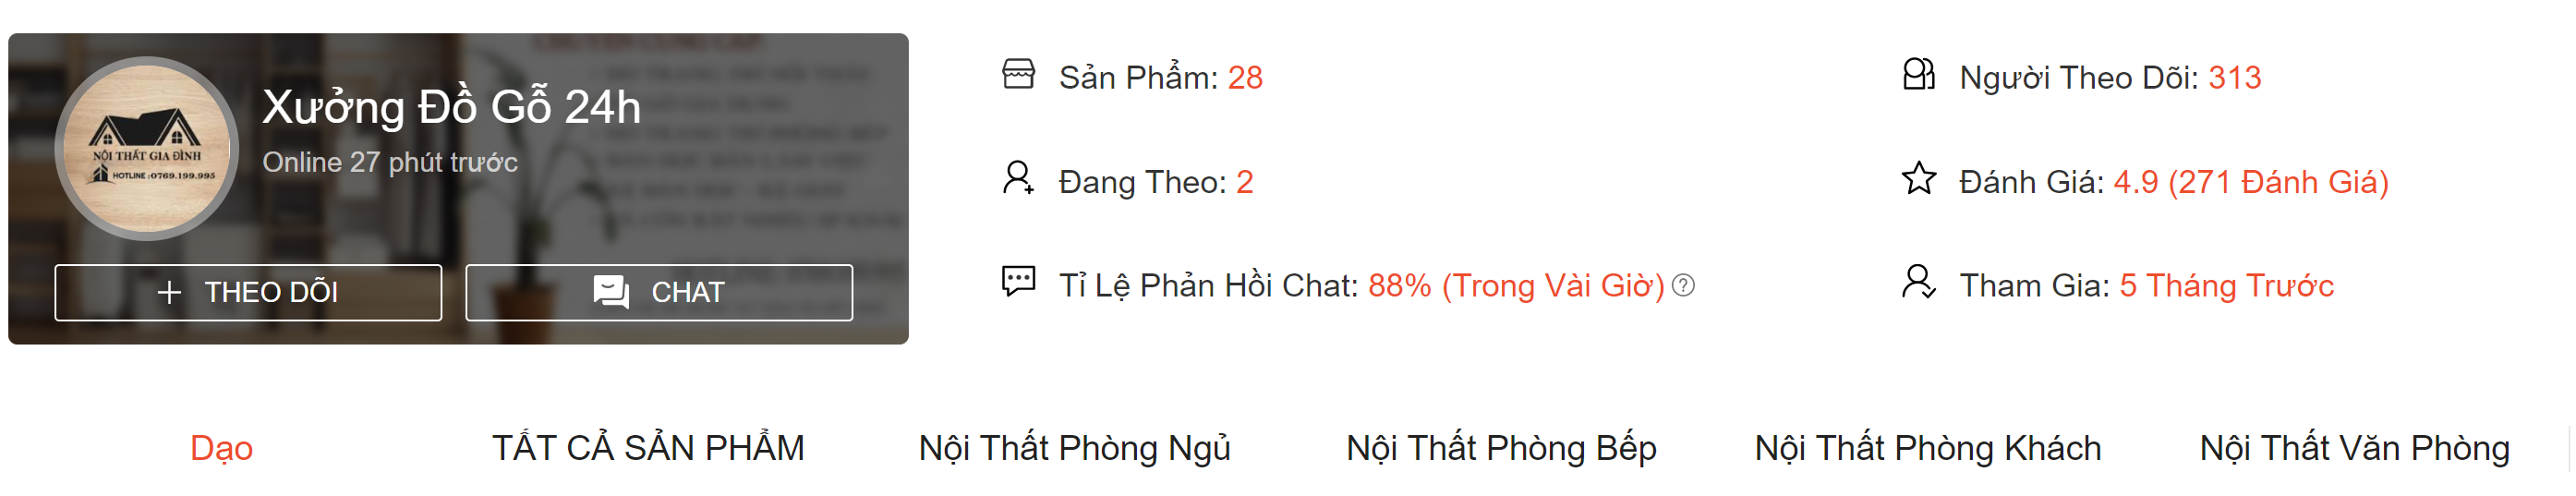 Xưởng Đồ Gỗ 24h
Online 27 phút trước
NỘI THẤT GIA ĐÌNH
HOTLINE :0769.199.995
THEO DÕI
CHAT
Sản Phẩm: 28
Người Theo Dõi: 313
Đang Theo: 2
Đánh Giá: 4.9 (271 Đánh Giá)
Tỉ Lệ Phản Hồi Chat: 88% (Trong Vài Giờ)
Tham Gia: 5 Tháng Trước
Dạo
TẤT CẢ SẢN PHẨM
Nội Thất Phòng Ngủ
Nội Thất Phòng Bếp
Nội Thất Phòng Khách
Nội Thất Văn Phòng